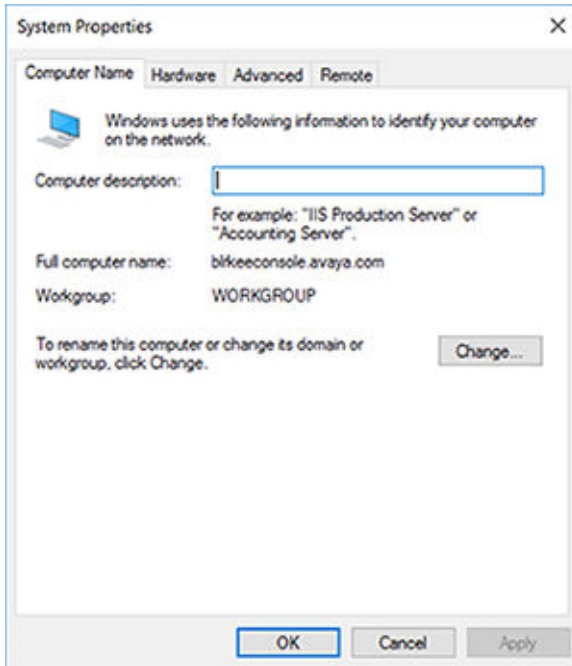 System Properties
Computer Name Hardware Advanced Remote
Windows uses the following information to identify your computer
on the network.
Computer description:
For example: "IIS Production Server" or
"Accounting Server".
Full computer name: blrkeeconsole.avaya.com
Workgroup: WORKGROUP
To rename this computer or change its domain or
workgroup, click Change.
Change...
OK Cancel Apply